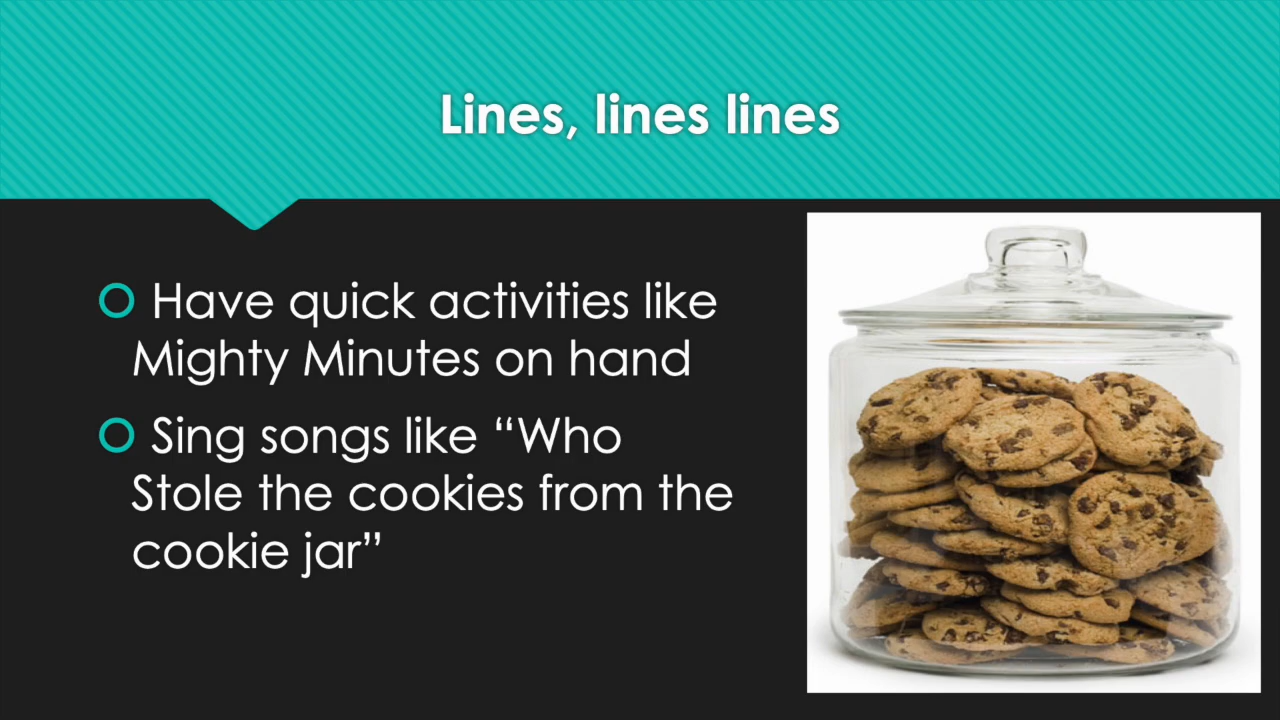 Lines, lines lines
Have quick activities like
Mighty Minutes on hand
Sing songs like “Who
Stole the cookies from the
cookie jar”